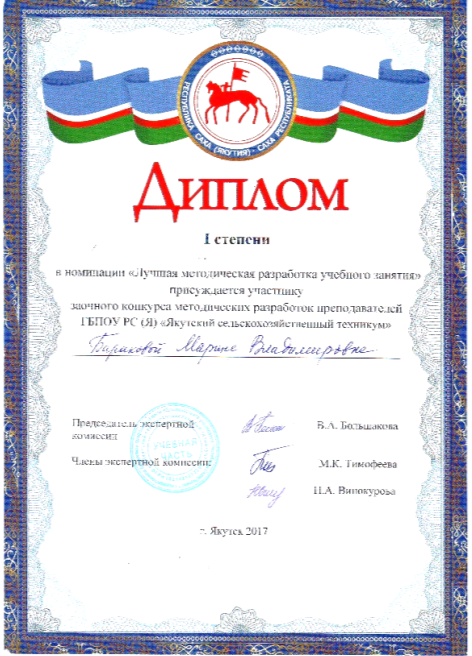 РЕСПУБЛИКА САХА (ЯКУТИЯ) · САХА РЕСПУБЛИКАТА
ДИПЛОМ
I степени
в номинации «Лучшая методическая разработка учебного занятия»
присуждается участнику
заочного конкурса методических разработок преподавателей
ГБПОУ РС (Я) «Якутский сельскохозяйственный техникум»
Бириковой Марине Владимировне
Председатель экспертной
комиссии
В.А. Большакова
УЧЕБНАЯ
ЧАСТЬ
Члены экспертной комиссии:
М.К. Тимофеева
Н.А. Винокурова
г. Якутск 2017